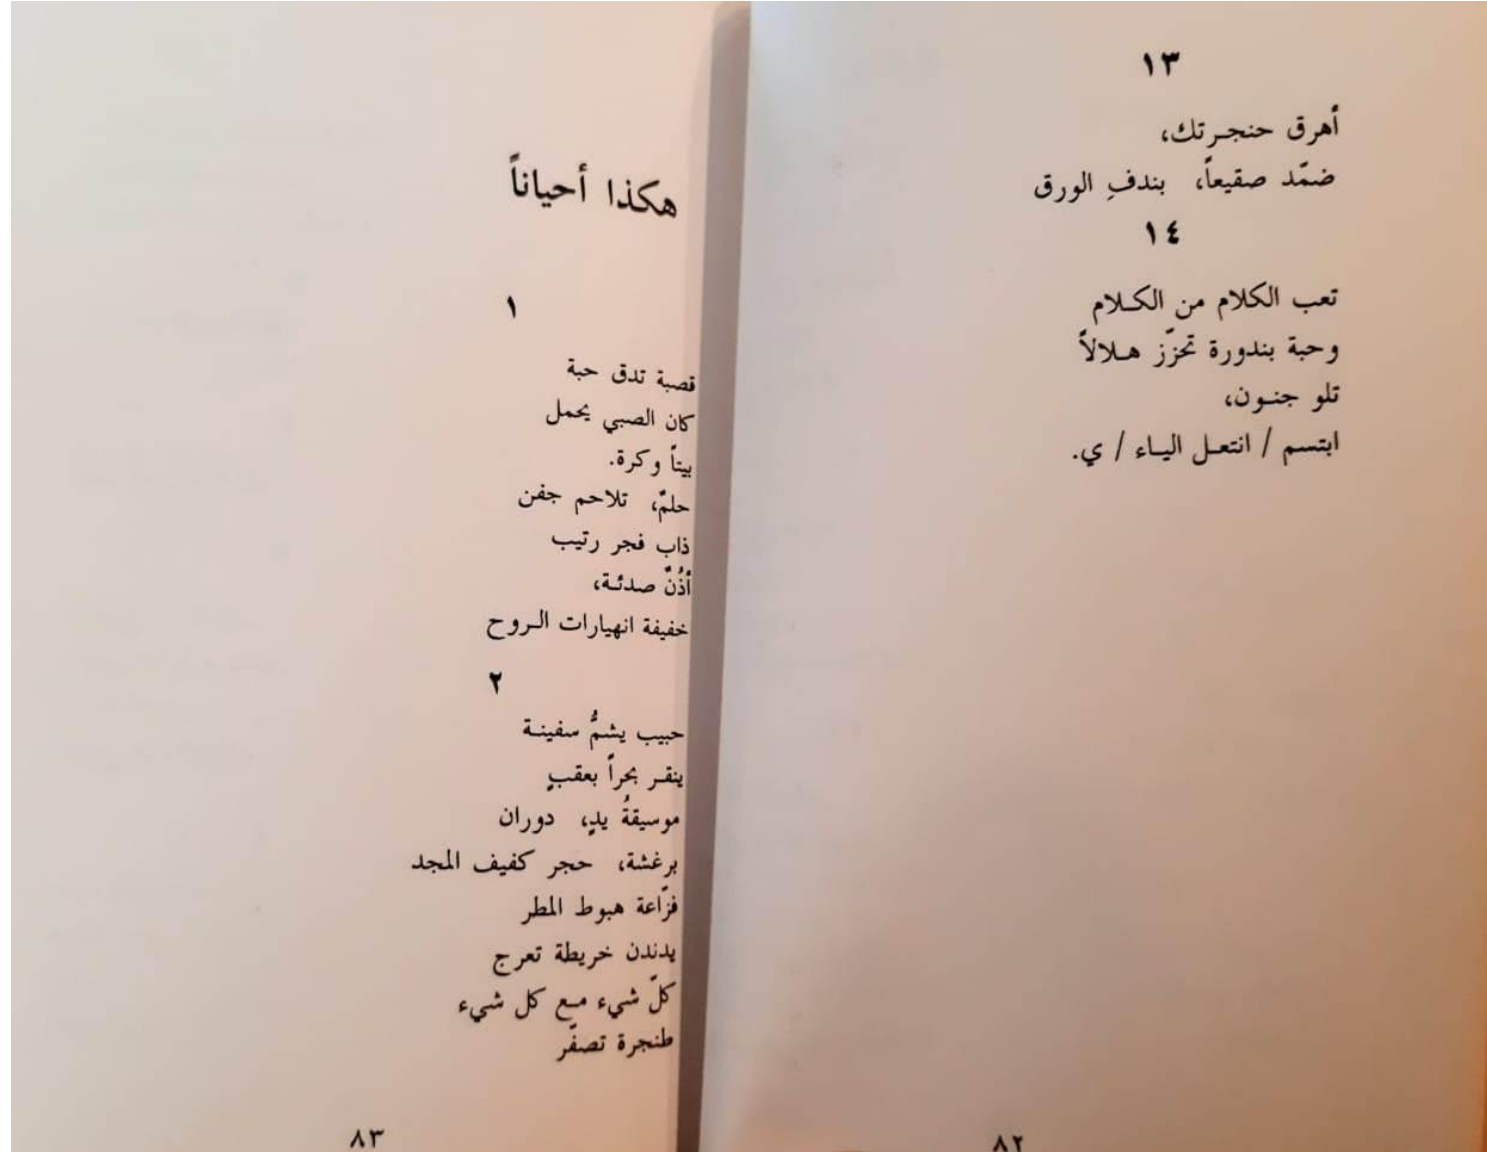 ١٣
أهرق حنجرتك،
ضمّد صقيعاً، بندفِ الورق
١٤
تعب الكلام من الكلام
وحبة بندورة تحزّز هلالاً
تلو جنون،
ابتسم / انتعل الياء / ي.
٨٢
هكذا أحياناً
١
قصبة تدق حبة
كان الصبي يحمل
بيتاً وكرة.
حلمٌ، تلاحم جفن
ذاب فجر رتيب
أذُنٌ صدئة،
خفيفة انهيارات الروح
٢
حبيب يشمُّ سفينة
ينقر بحراً بعقبٍ
موسيقةُ يدٍ، دوران
برغشة، حجر كفيف المجد
فزّاعة هبوط المطر
يدندن خريطة تعرج
كلّ شيء مع كل شيء
طنجرة تصفّر
٨٣